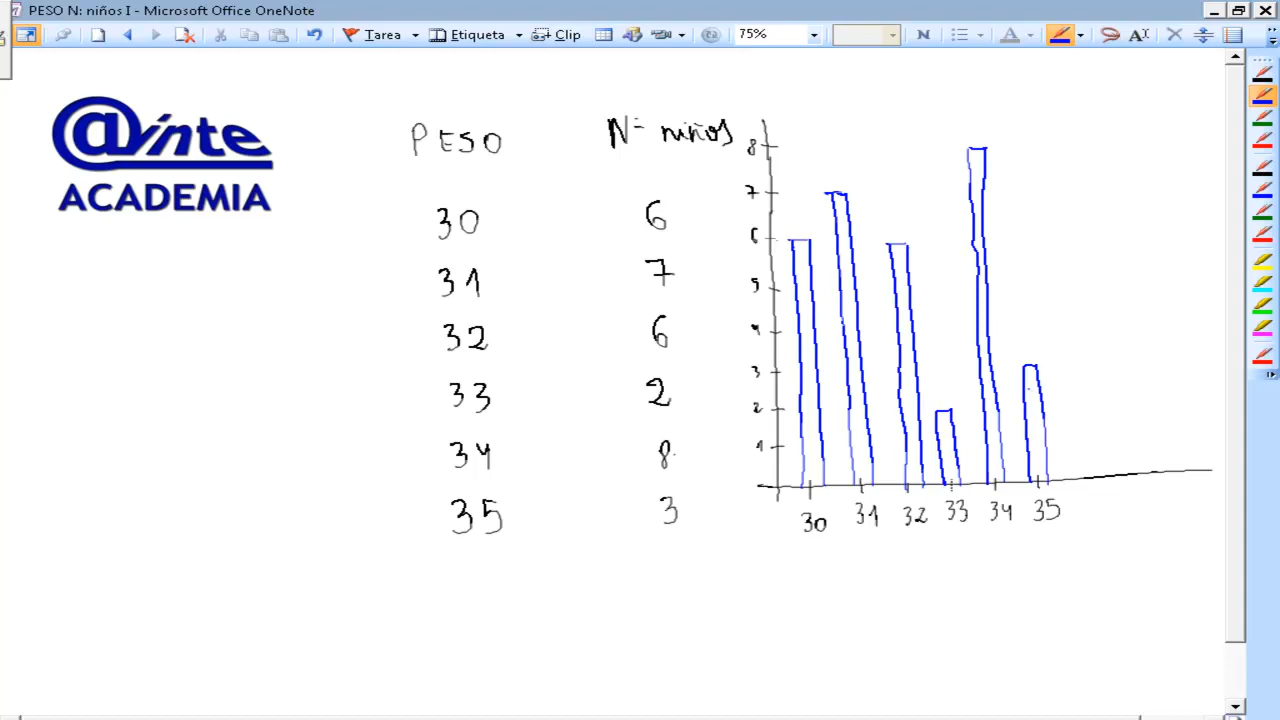 PESO N: niños I - Microsoft Office OneNote
Tarea Etiqueta Clip 75% N A
@inte
ACADEMIA
PESO Nº niños
30 6
31 7
32 6
33 2
34 8
35 3
8
7
6
5
4
3
2
1
30 31 32 33 34 35